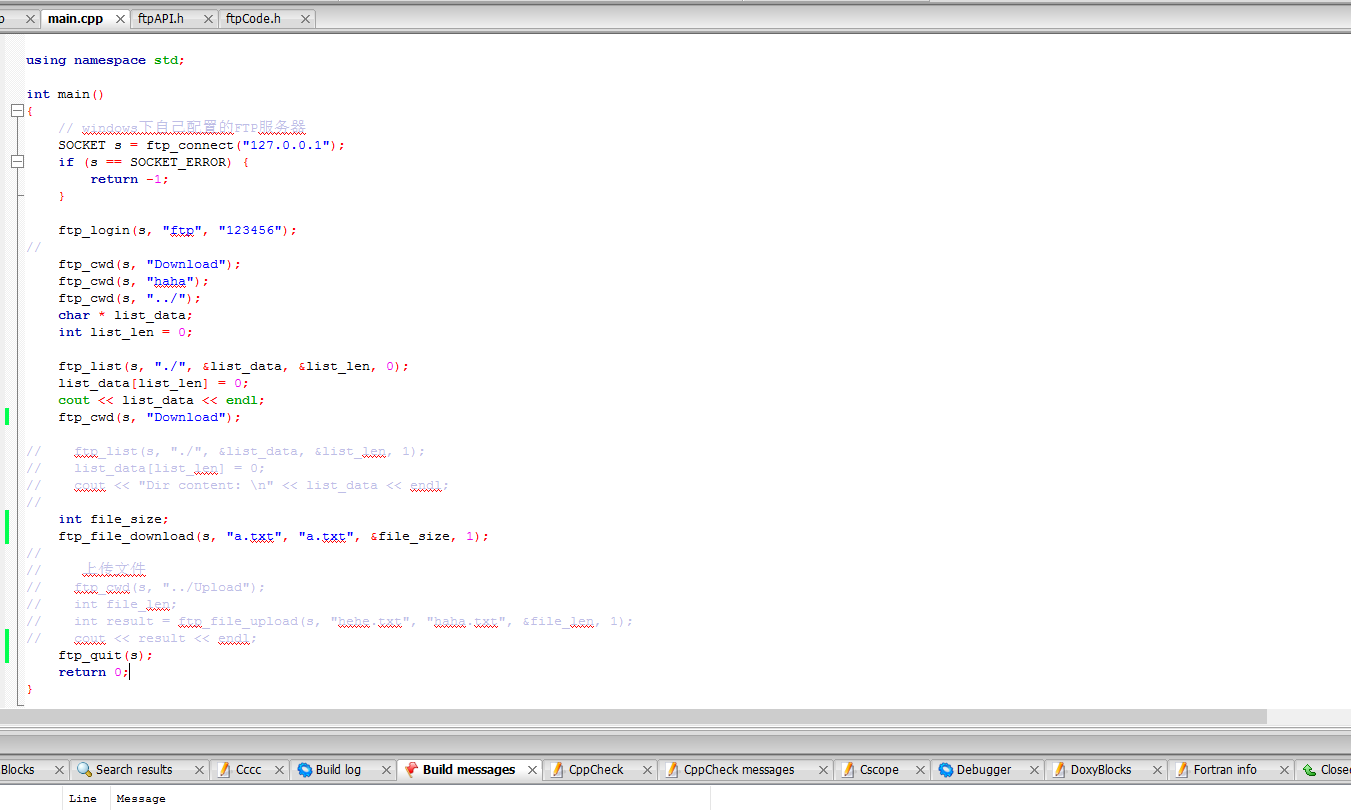 main.cpp ftpAPI.h ftpCode.h
using namespace std;
int main()
{
// windows下自己配置的FTP服务器
SOCKET s = ftp_connect("127.0.0.1");
if (s == SOCKET_ERROR) {
return -1;
}
ftp_login(s, "ftp", "123456");
//
ftp_cwd(s, "Download");
ftp_cwd(s, "haha");
ftp_cwd(s, "../");
char * list_data;
int list_len = 0;
ftp_list(s, "./", &list_data, &list_len, 0);
list_data[list_len] = 0;
cout << list_data << endl;
ftp_cwd(s, "Download");
// ftp_list(s, "./", &list_data, &list_len, 1);
// list_data[list_len] = 0;
// cout << "Dir content: \n" << list_data << endl;
//
int file_size;
ftp_file_download(s, "a.txt", "a.txt", &file_size, 1);
//
// 上传文件
// ftp_cwd(s, "../Upload");
// int file_len;
// int result = ftp_file_upload(s, "hehe.txt", "haha.txt", &file_len, 1);
// cout << result << endl;
ftp_quit(s);
return 0;
}
Blocks Search results Cccc Build log Build messages CppCheck CppCheck messages Cscope Debugger DoxyBlocks Fortran info Closed
Line Message